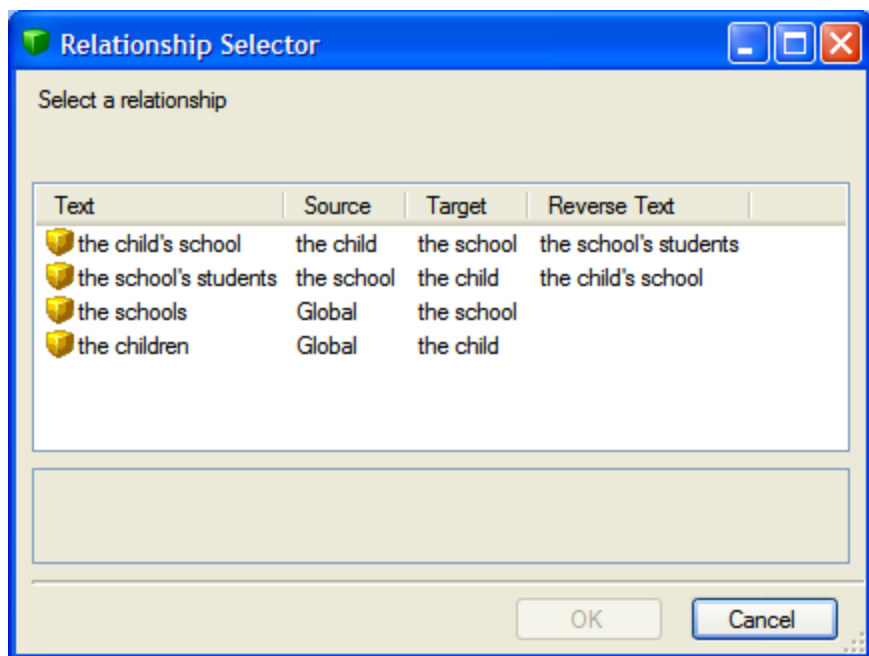 Relationship Selector
Select a relationship
Text Source Target Reverse Text
the child's school the child the school the school's students
the school's students the school the child the child's school
the schools Global the school
the children Global the child
OK Cancel